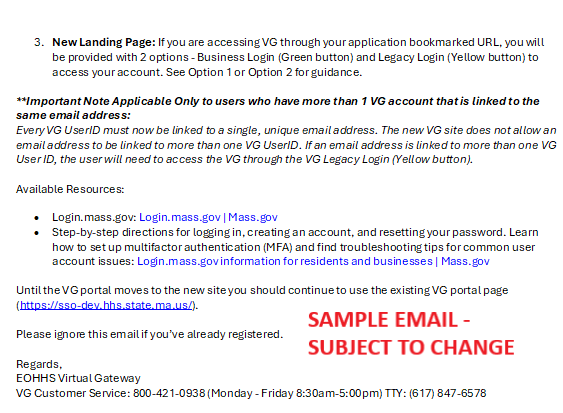 3. New Landing Page: If you are accessing VG through your application bookmarked URL, you will
be provided with 2 options - Business Login (Green button) and Legacy Login (Yellow button) to
access your account. See Option 1 or Option 2 for guidance.
**Important Note Applicable Only to users who have more than 1 VG account that is linked to the
same email address:
Every VG UserID must now be linked to a single, unique email address. The new VG site does not allow an
email address to be linked to more than one VG UserID. If an email address is linked to more than one VG
User ID, the user will need to access the VG through the VG Legacy Login (Yellow button).
Available Resources:
• Login.mass.gov: Login.mass.gov | Mass.gov
• Step-by-step directions for logging in, creating an account, and resetting your password. Learn
how to set up multifactor authentication (MFA) and find troubleshooting tips for common user
account issues: Login.mass.gov information for residents and businesses | Mass.gov
Until the VG portal moves to the new site you should continue to use the existing VG portal page
(https://sso-dev.hhs.state.ma.us/).
Please ignore this email if you've already registered.
SAMPLE EMAIL -
SUBJECT TO CHANGE
Regards,
EOHHS Virtual Gateway
VG Customer Service: 800-421-0938 (Monday - Friday 8:30am-5:00pm) TTY: (617) 847-6578